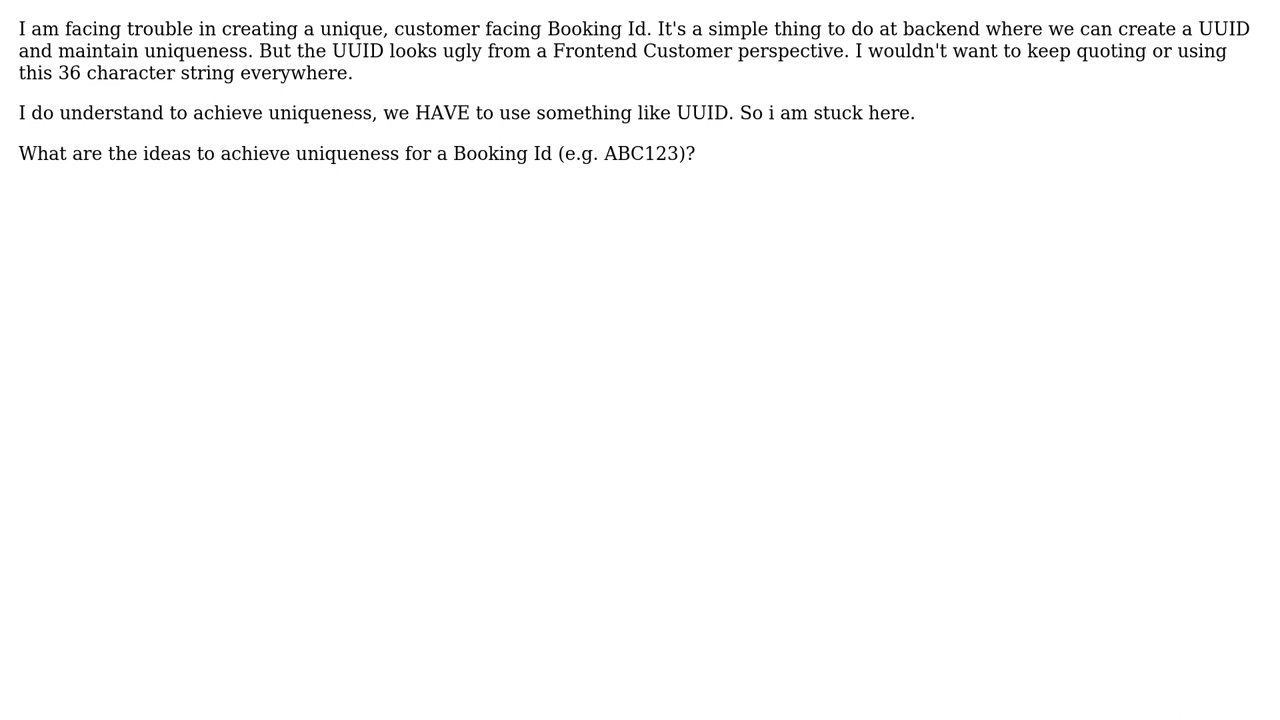 I am facing trouble in creating a unique, customer facing Booking Id. It's a simple thing to do at backend where we can create a UUID
and maintain uniqueness. But the UUID looks ugly from a Frontend Customer perspective. I wouldn't want to keep quoting or using
this 36 character string everywhere.
I do understand to achieve uniqueness, we HAVE to use something like UUID. So i am stuck here.
What are the ideas to achieve uniqueness for a Booking Id (e.g. ABC123)?